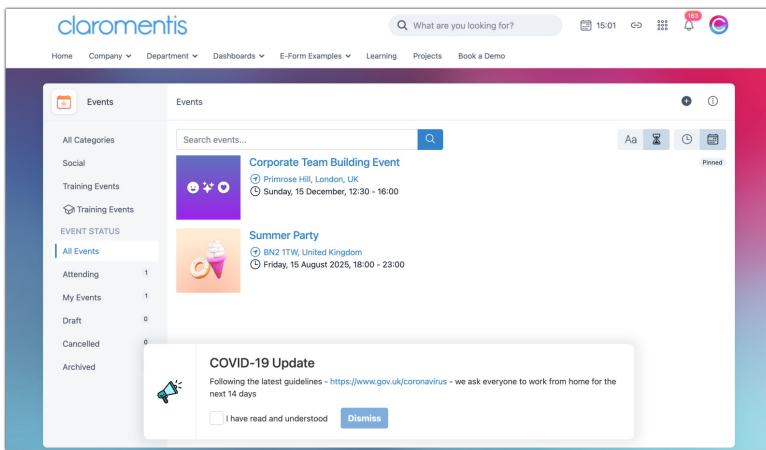 claromentis
What are you looking for?
15:01
163
Home Company Department Dashboards E-Form Examples Learning Projects Book a Demo
Events
Events
All Categories
Social
Training Events
Training Events
EVENT STATUS
All Events
Attending 1
My Events 1
Draft 0
Cancelled 0
Archived
Search events...
Aa
Corporate Team Building Event
Pinned
Primrose Hill, London, UK
Sunday, 15 December, 12:30 - 16:00
Summer Party
BN2 1TW, United Kingdom
Friday, 15 August 2025, 18:00 - 23:00
COVID-19 Update
Following the latest guidelines - https://www.gov.uk/coronavirus - we ask everyone to work from home for the
next 14 days
I have read and understood Dismiss